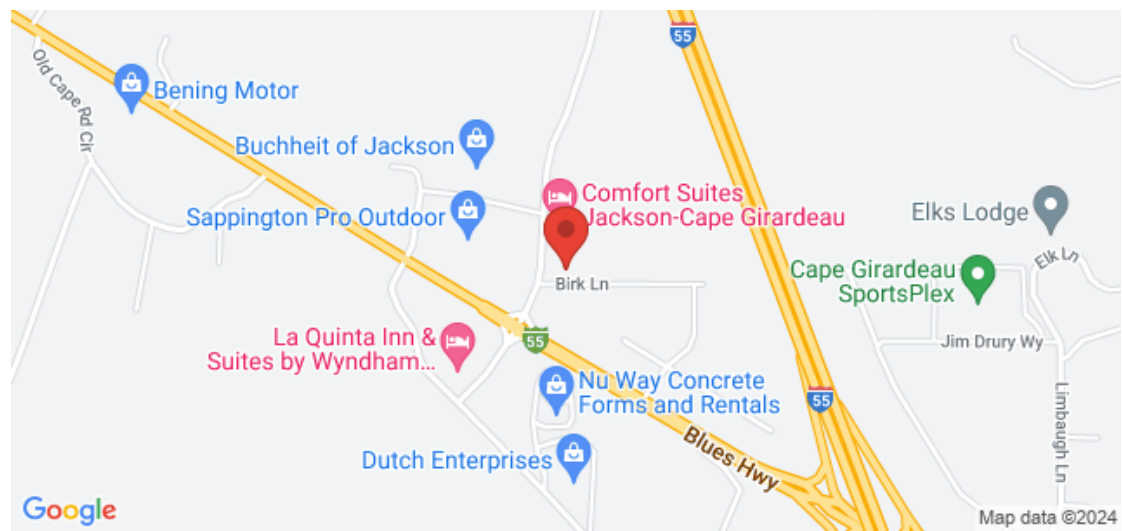 55
Old Cape Rd Cir
Bening Motor
Buchheit of Jackson
Comfort Suites
Jackson-Cape Girardeau
Sappington Pro Outdoor
Elks Lodge
Elk Ln
Cape Girardeau
SportsPlex
Birk Ln
La Quinta Inn &
Suites by Wyndham...
55
Jim Drury Wy
Nu Way Concrete
Forms and Rentals
55
Limbaugh Ln
Blues Hwy
Dutch Enterprises
Google
Map data ©2024